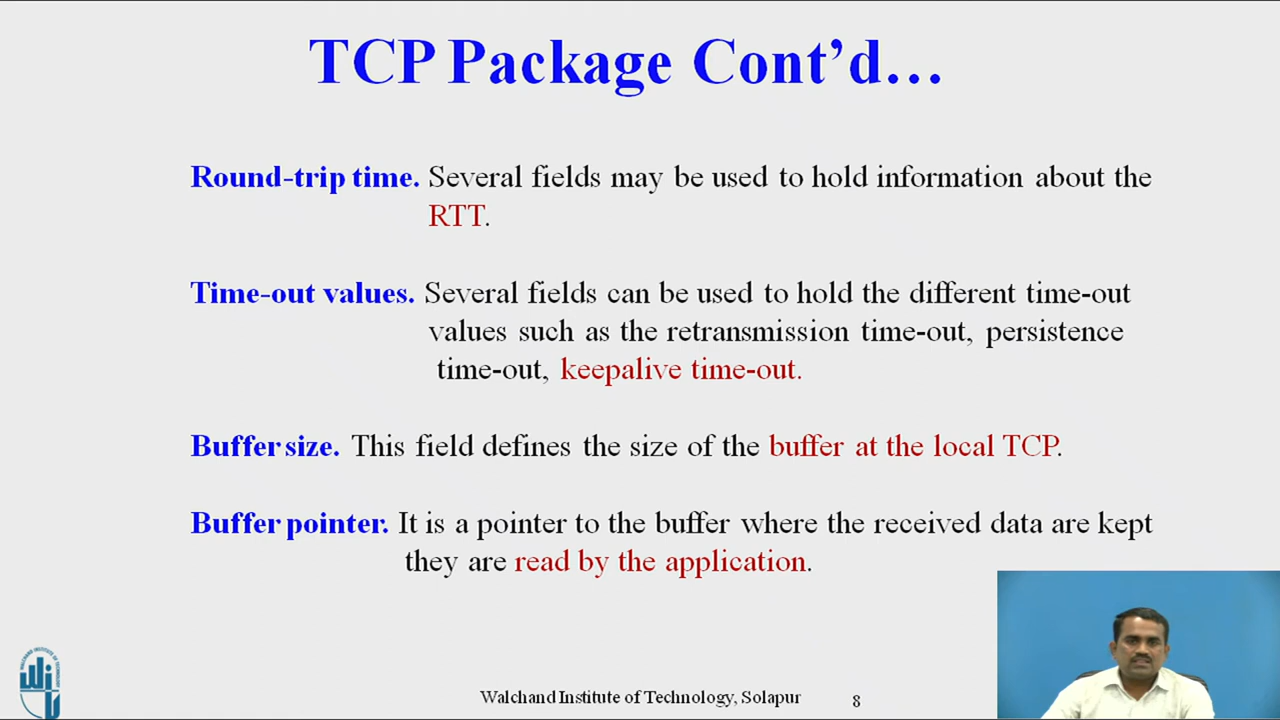 TCP Package Cont’d…
Round-trip time. Several fields may be used to hold information about the
RTT.
Time-out values. Several fields can be used to hold the different time-out
values such as the retransmission time-out, persistence
time-out, keepalive time-out.
Buffer size. This field defines the size of the buffer at the local TCP.
Buffer pointer. It is a pointer to the buffer where the received data are kept
they are read by the application.
Walchand Institute of Technology, Solapur 8